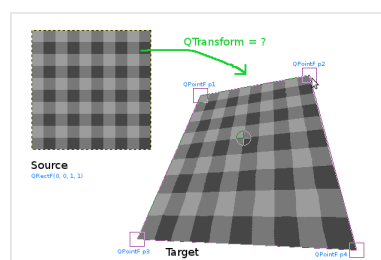 QTransform = ?
QPointF p2
QPointF p1
Source
QRectF(0, 0, 1, 1)
QPointF p3
Target
QPointF p4